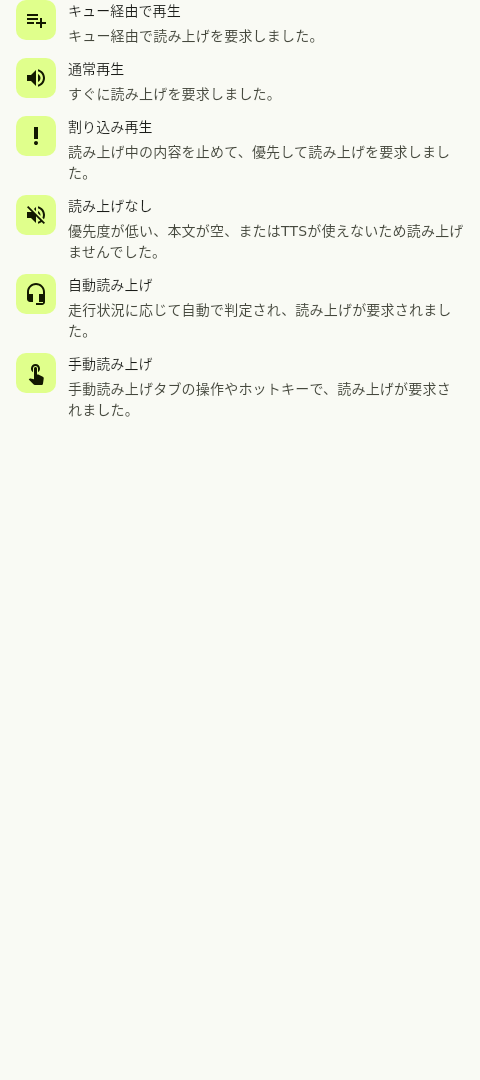 キュー経由で再生
キュー経由で読み上げを要求しました。
通常再生
すぐに読み上げを要求しました。
割り込み再生
読み上げ中の内容を止めて、優先して読み上げを要求しまし
た。
読み上げなし
優先度が低い、本文が空、またはTTSが使えないため読み上げ
ませんでした。
自動読み上げ
走行状況に応じて自動で判定され、読み上げが要求されまし
た。
手動読み上げ
手動読み上げタブの操作やホットキーで、読み上げが要求さ
れました。